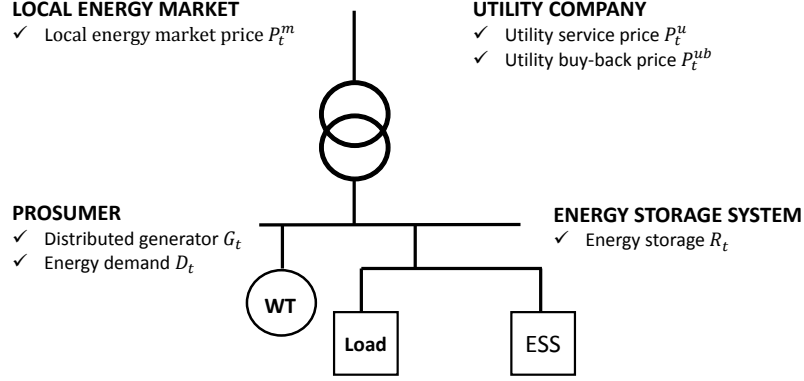 LOCAL ENERGY MARKET
✓ Local energy market price $P_t^m$
UTILITY COMPANY
✓ Utility service price $P_t^u$
✓ Utility buy-back price $P_t^{ub}$
PROSUMER
✓ Distributed generator $G_t$
✓ Energy demand $D_t$
ENERGY STORAGE SYSTEM
✓ Energy storage $R_t$
WT
Load
ESS